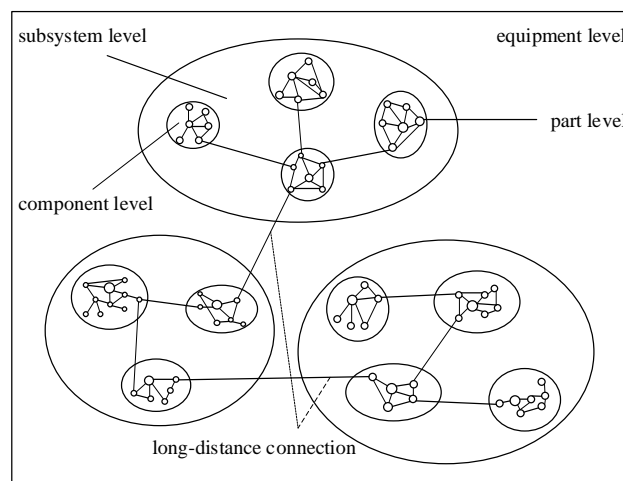 subsystem level
equipment level
part level
component level
long-distance connection